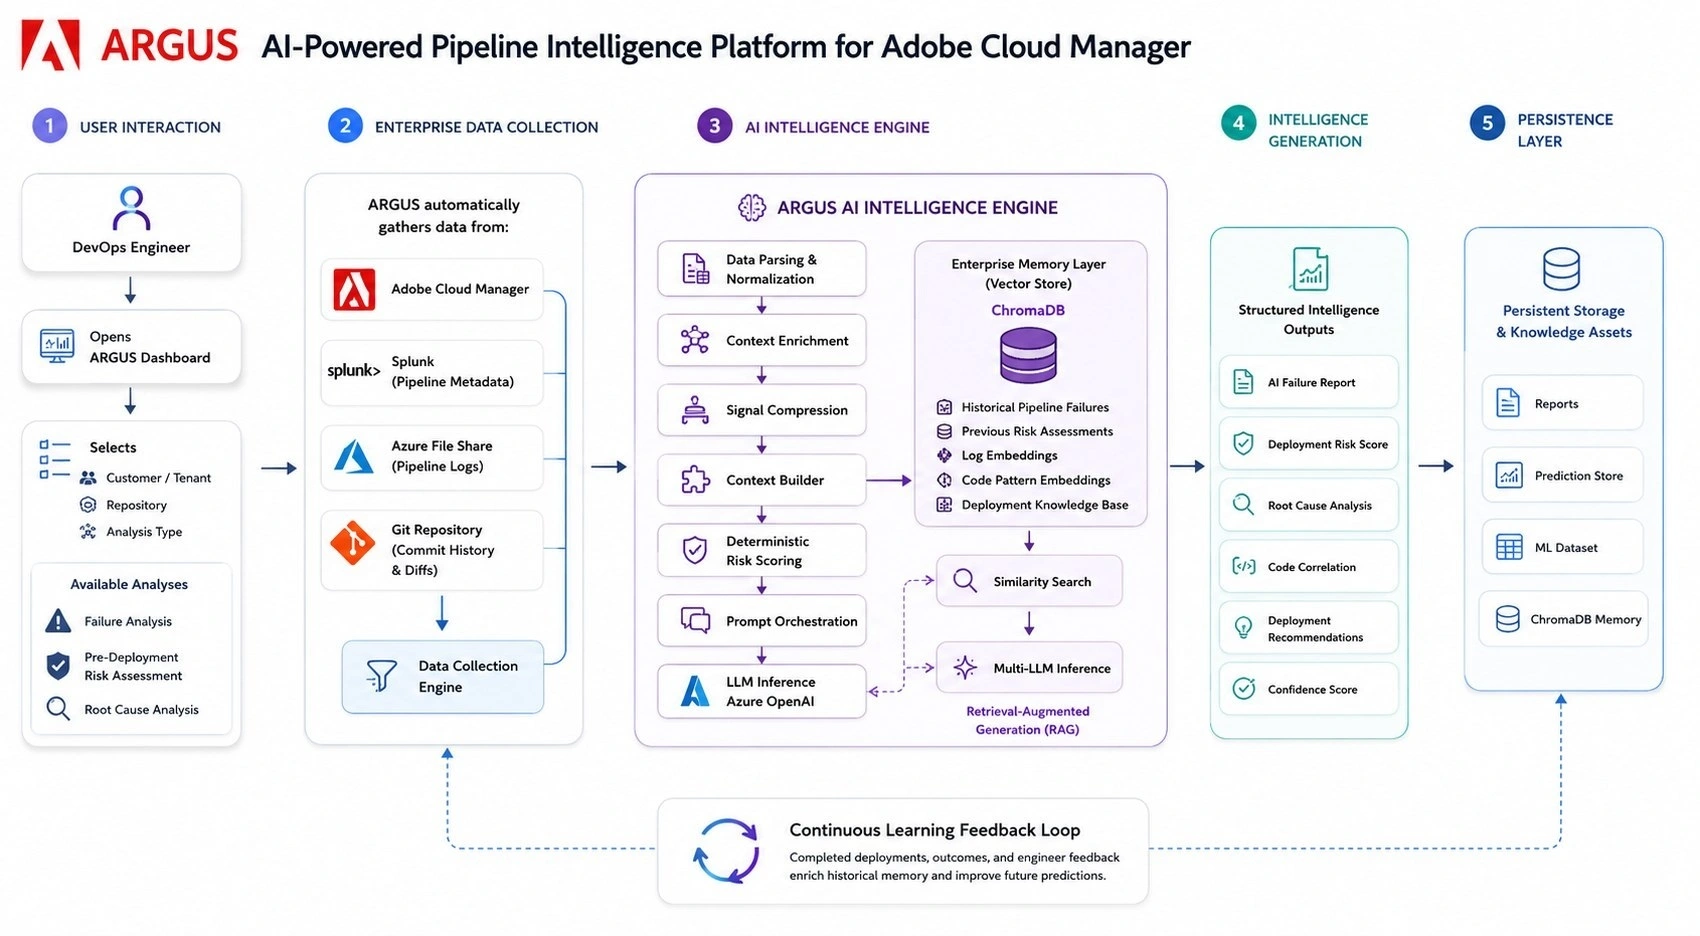 ARGUS AI-Powered Pipeline Intelligence Platform for Adobe Cloud Manager
1 USER INTERACTION
DevOps Engineer
Opens
ARGUS Dashboard
Selects
Customer / Tenant
Repository
Analysis Type
Available Analyses
Failure Analysis
Pre-Deployment
Risk Assessment
Root Cause Analysis
2 ENTERPRISE DATA COLLECTION
ARGUS automatically
gathers data from:
Adobe Cloud Manager
splunk>
Splunk
(Pipeline Metadata)
Azure File Share
(Pipeline Logs)
Git Repository
(Commit History
& Diffs)
Data Collection
Engine
3 AI INTELLIGENCE ENGINE
ARGUS AI INTELLIGENCE ENGINE
Data Parsing &
Normalization
Context Enrichment
Signal Compression
Context Builder
Deterministic
Risk Scoring
Prompt Orchestration
LLM Inference
Azure OpenAI
Enterprise Memory Layer
(Vector Store)
ChromaDB
Historical Pipeline Failures
Previous Risk Assessments
Log Embeddings
Code Pattern Embeddings
Deployment Knowledge Base
Similarity Search
Multi-LLM Inference
Retrieval-Augmented
Generation (RAG)
4 INTELLIGENCE
GENERATION
Structured Intelligence
Outputs
AI Failure Report
Deployment Risk Score
Root Cause Analysis
Code Correlation
Deployment
Recommendations
Confidence Score
5 PERSISTENCE
LAYER
Persistent Storage
& Knowledge Assets
Reports
Prediction Store
ML Dataset
ChromaDB Memory
Continuous Learning Feedback Loop
Completed deployments, outcomes, and engineer feedback
enrich historical memory and improve future predictions.